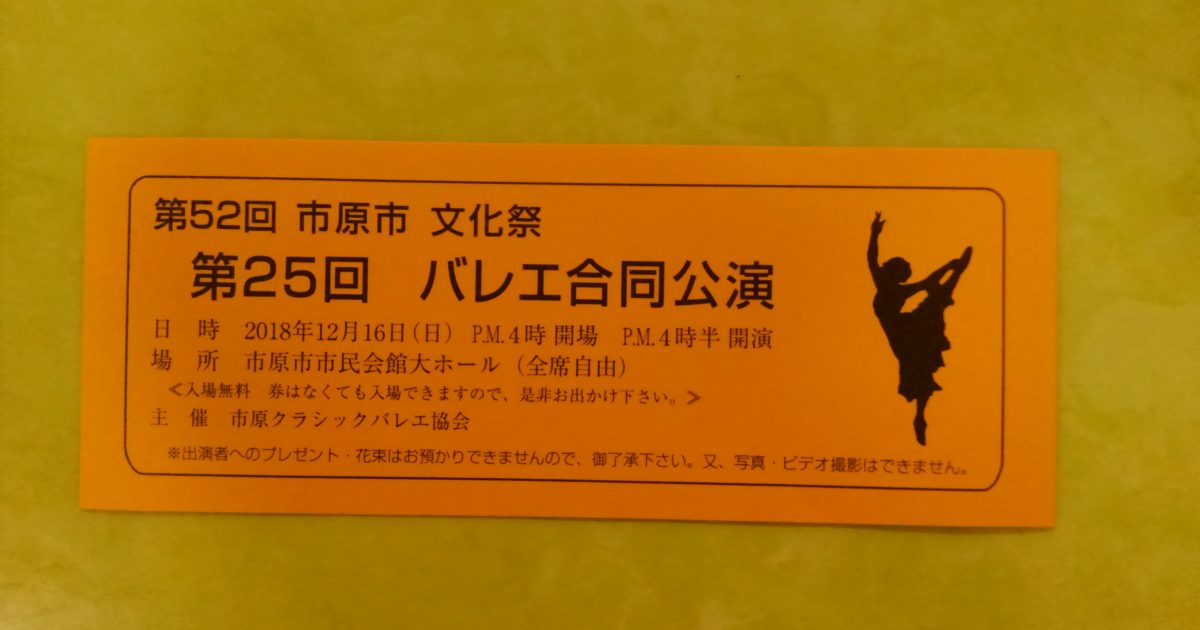 第52回 市原市 文化祭
第25回 バレエ合同公演
日 時 2018年12月16日(日) P.M.4時 開場 P.M.4時半 開演
場 所 市原市市民会館大ホール (全席自由)
≪入場無料 券はなくても入場できますので、是非お出かけ下さい。≫
主 催 市原クラシックバレエ協会
※出演者へのプレゼント・花束はお預かりできませんので、御了承下さい。又、写真・ビデオ撮影はできません。